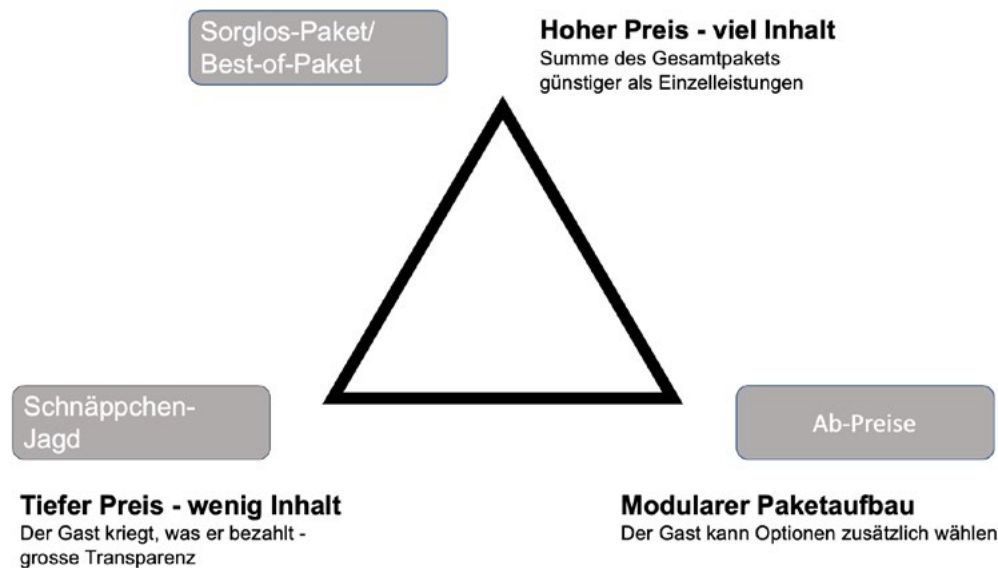 Sorglos-Paket/
Best-of-Paket
Hoher Preis - viel Inhalt
Summe des Gesamtpakets
günstiger als Einzelleistungen
Schnäppchen-
Jagd
Tiefer Preis - wenig Inhalt
Der Gast kriegt, was er bezahlt -
grosse Transparenz
Ab-Preise
Modularer Paketaufbau
Der Gast kann Optionen zusätzlich wählen